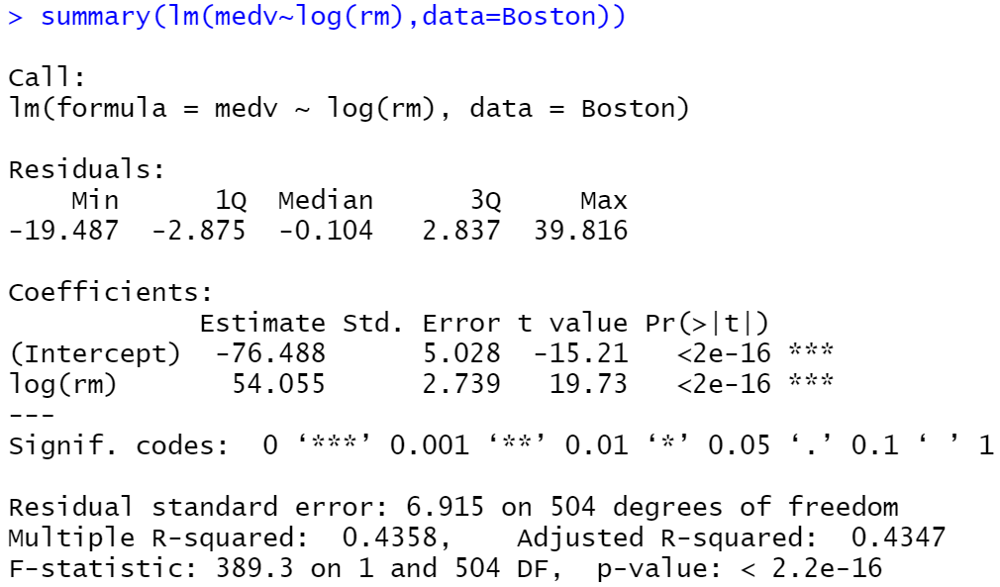 > summary(lm(medv~log(rm),data=Boston))
Call:
lm(formula = medv ~ log(rm), data = Boston)
Residuals:
    Min      1Q  Median      3Q     Max
-19.487  -2.875  -0.104   2.837  39.816
Coefficients:
            Estimate Std. Error t value Pr(>|t|)
(Intercept)  -76.488      5.028  -15.21   <2e-16 ***
log(rm)       54.055      2.739   19.73   <2e-16 ***
---
Signif. codes:  0 ‘***’ 0.001 ‘**’ 0.01 ‘*’ 0.05 ‘.’ 0.1 ‘ ’ 1
Residual standard error: 6.915 on 504 degrees of freedom
Multiple R-squared:  0.4358,    Adjusted R-squared:  0.4347
F-statistic: 389.3 on 1 and 504 DF,  p-value: < 2.2e-16